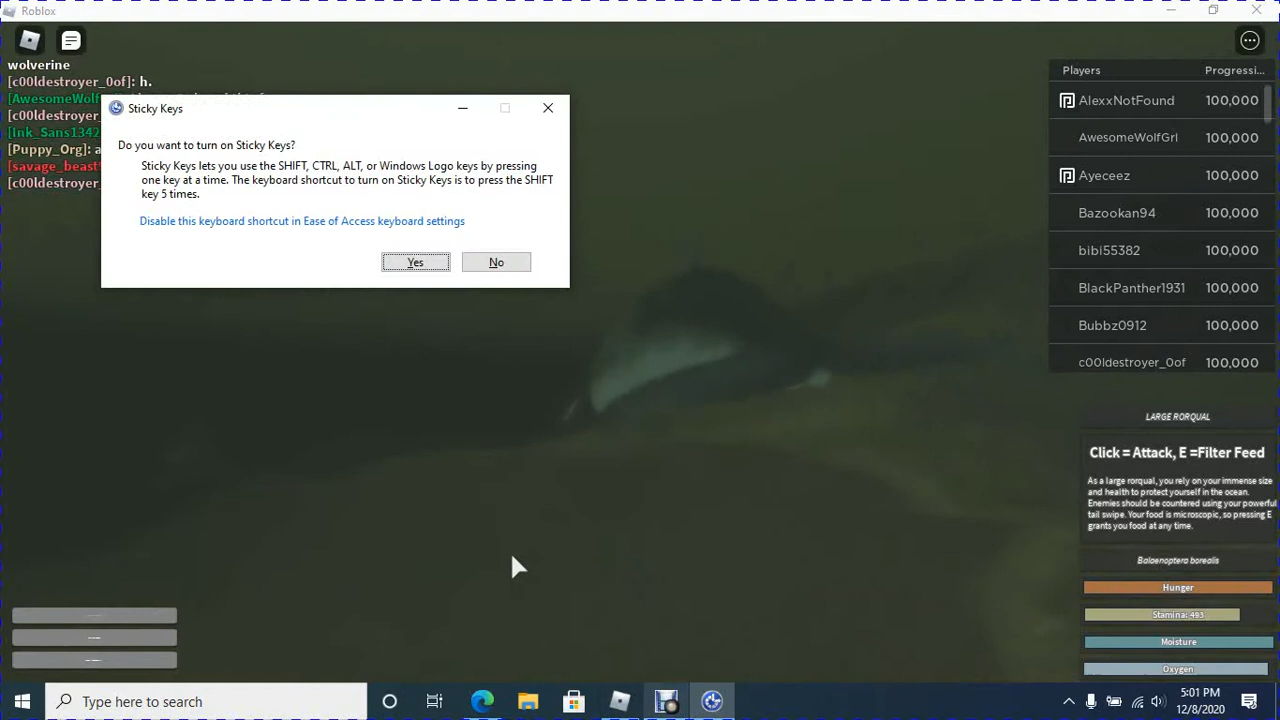 Roblox
wolverine
[c00ldestroyer_0of]: h.
[AwesomeWolf
[c00ldestroyer_
[Ink_Sans1342
[Puppy_Org]: a
[savage_beast
[c00ldestroyer_
Sticky Keys
Do you want to turn on Sticky Keys?
Sticky Keys lets you use the SHIFT, CTRL, ALT, or Windows Logo keys by pressing
one key at a time. The keyboard shortcut to turn on Sticky Keys is to press the SHIFT
key 5 times.
Disable this keyboard shortcut in Ease of Access keyboard settings
Yes No
Players Progressi...
AlexxNotFound 100,000
AwesomeWolfGrl 100,000
Ayeceez 100,000
Bazookan94 100,000
bibi55382 100,000
BlackPanther1931 100,000
Bubbz0912 100,000
c00ldestroyer_0of 100,000
LARGE RORQUAL
Click = Attack, E =Filter Feed
As a large rorqual, you rely on your immense size
and health to protect yourself in the ocean.
Enemies should be countered using your powerful
tail swipe. Your food is microscopic, so pressing E
grants you food at any time.
Balaenoptera borealis
Hunger
Stamina: 493
Moisture
Oxygen
Type here to search
5:01 PM
12/8/2020